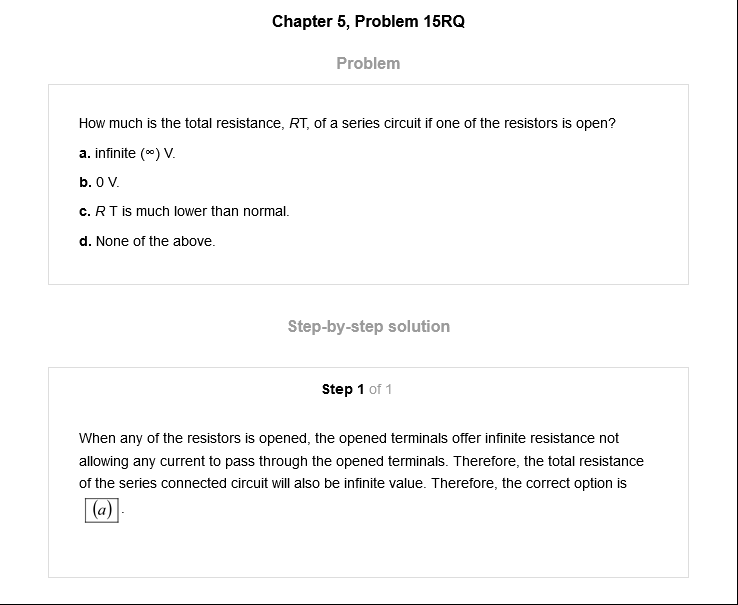 Chapter 5, Problem 15RQ
Problem
How much is the total resistance, RT, of a series circuit if one of the resistors is open?
a. infinite (∞) V.
b. 0 V.
c. R T is much lower than normal.
d. None of the above.
Step-by-step solution
Step 1 of 1
When any of the resistors is opened, the opened terminals offer infinite resistance not
allowing any current to pass through the opened terminals. Therefore, the total resistance
of the series connected circuit will also be infinite value. Therefore, the correct option is
(a).